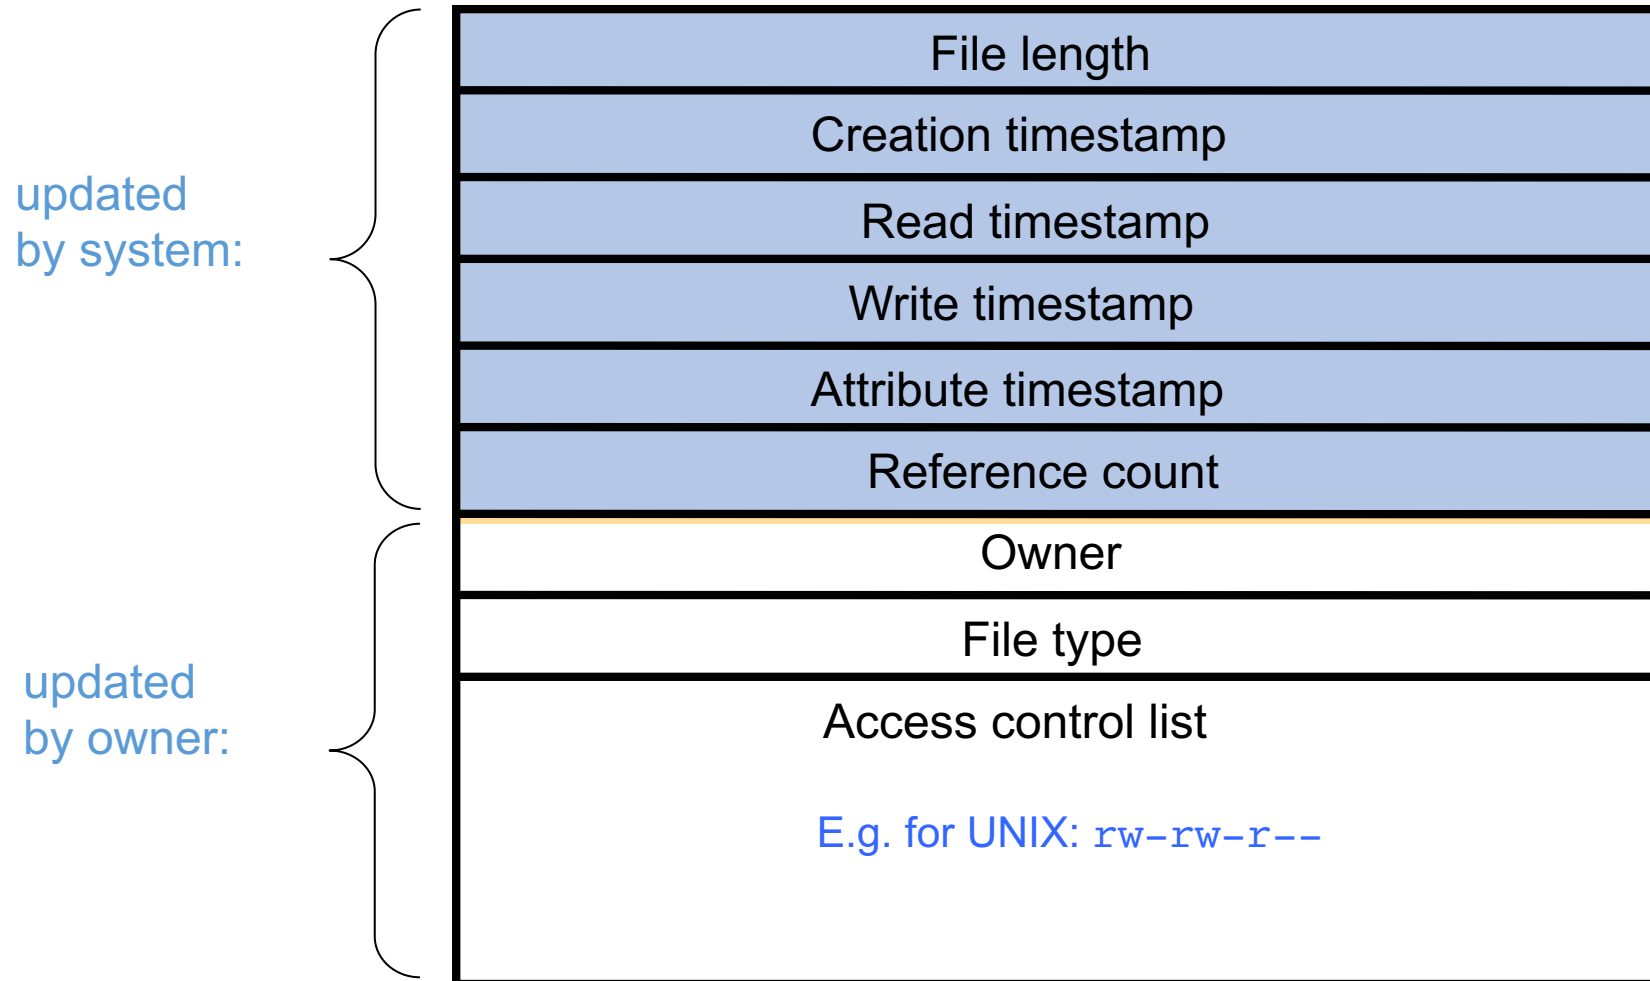 updated
by system:
File length
Creation timestamp
Read timestamp
Write timestamp
Attribute timestamp
Reference count
updated
by owner:
Owner
File type
Access control list
E.g. for UNIX: rw-rw-r--